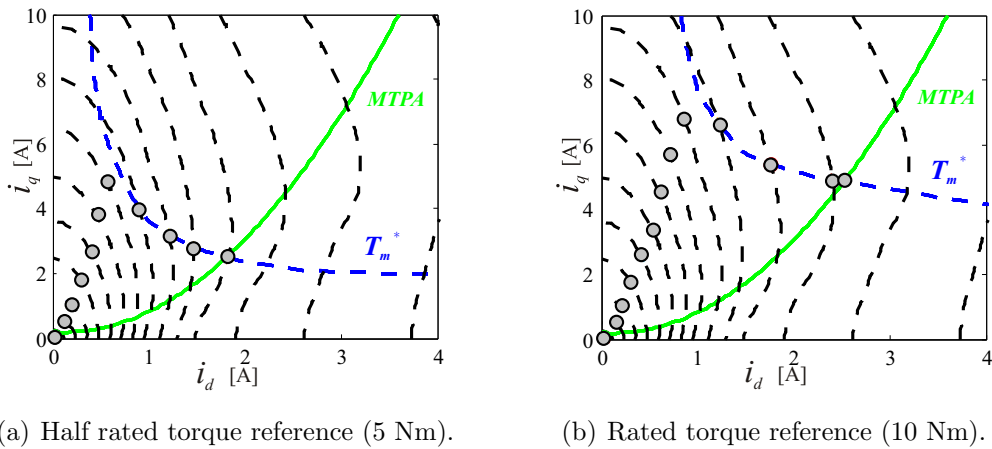 10
8
6
4
2
0
i_q [A]
MTPA
T_m^*
0 1 2 3 4
i_d [A]
10
8
6
4
2
0
i_q [A]
MTPA
T_m^*
0 1 2 3 4
i_d [A]
a) Half rated torque reference (5 Nm).
(b) Rated torque reference (10 Nm).